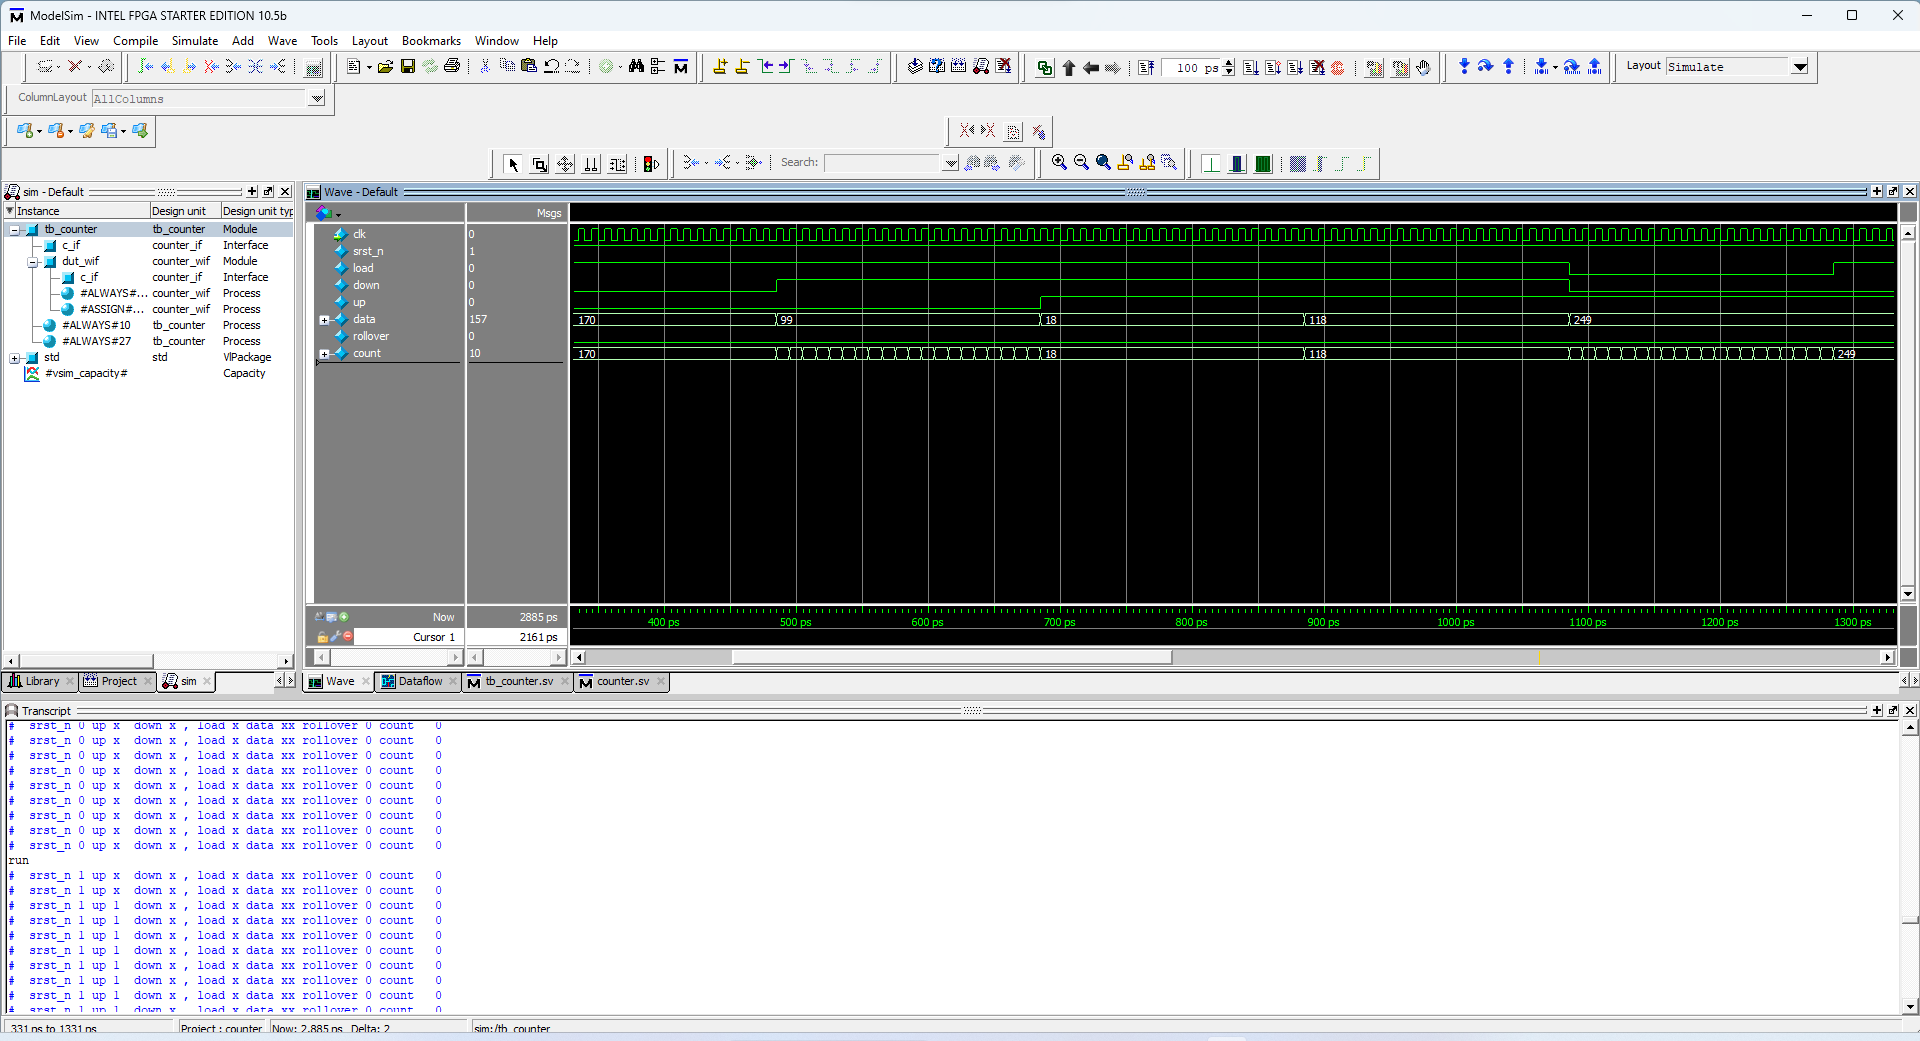 ModelSim - INTEL FPGA STARTER EDITION 10.5b
File Edit View Compile Simulate Add Wave Tools Layout Bookmarks Window Help
100 ps
Layout Simulate
ColumnLayout AllColumns
Search:
sim - Default
Instance Design unit Design unit typ
tb_counter tb_counter Module
c_if counter_if Interface
dut_wif counter_wif Module
c_if counter_if Interface
#ALWAYS#... counter_wif Process
#ASSIGN#... counter_wif Process
#ALWAYS#10 tb_counter Process
#ALWAYS#27 tb_counter Process
std std VlPackage
#vsim_capacity# Capacity
Library Project sim
Wave - Default
Msgs
clk 0
srst_n 1
load 0
down 0
up 0
data 157 170 99 18 118 249
rollover 0
count 10 170 18 118 249
Now 2885 ps 400 ps 500 ps 600 ps 700 ps 800 ps 900 ps 1000 ps 1100 ps 1200 ps 1300 ps
Cursor 1 2161 ps
Wave Dataflow tb_counter.sv counter.sv
Transcript
# srst_n 0 up x down x , load x data xx rollover 0 count 0
# srst_n 0 up x down x , load x data xx rollover 0 count 0
# srst_n 0 up x down x , load x data xx rollover 0 count 0
# srst_n 0 up x down x , load x data xx rollover 0 count 0
# srst_n 0 up x down x , load x data xx rollover 0 count 0
# srst_n 0 up x down x , load x data xx rollover 0 count 0
# srst_n 0 up x down x , load x data xx rollover 0 count 0
# srst_n 0 up x down x , load x data xx rollover 0 count 0
# srst_n 0 up x down x , load x data xx rollover 0 count 0
run
# srst_n 1 up x down x , load x data xx rollover 0 count 0
# srst_n 1 up x down x , load x data xx rollover 0 count 0
# srst_n 1 up 1 down x , load x data xx rollover 0 count 0
# srst_n 1 up 1 down x , load x data xx rollover 0 count 0
# srst_n 1 up 1 down x , load x data xx rollover 0 count 0
# srst_n 1 up 1 down x , load x data xx rollover 0 count 0
# srst_n 1 up 1 down x , load x data xx rollover 0 count 0
# srst_n 1 up 1 down x , load x data xx rollover 0 count 0
# srst_n 1 up 1 down x , load x data xx rollover 0 count 0
# srst_n 1 up 1 down x , load x data xx rollover 0 count 0
331 ps to 1331 ps Project : counter Now: 2,885 ps Delta: 2 sim:/tb_counter